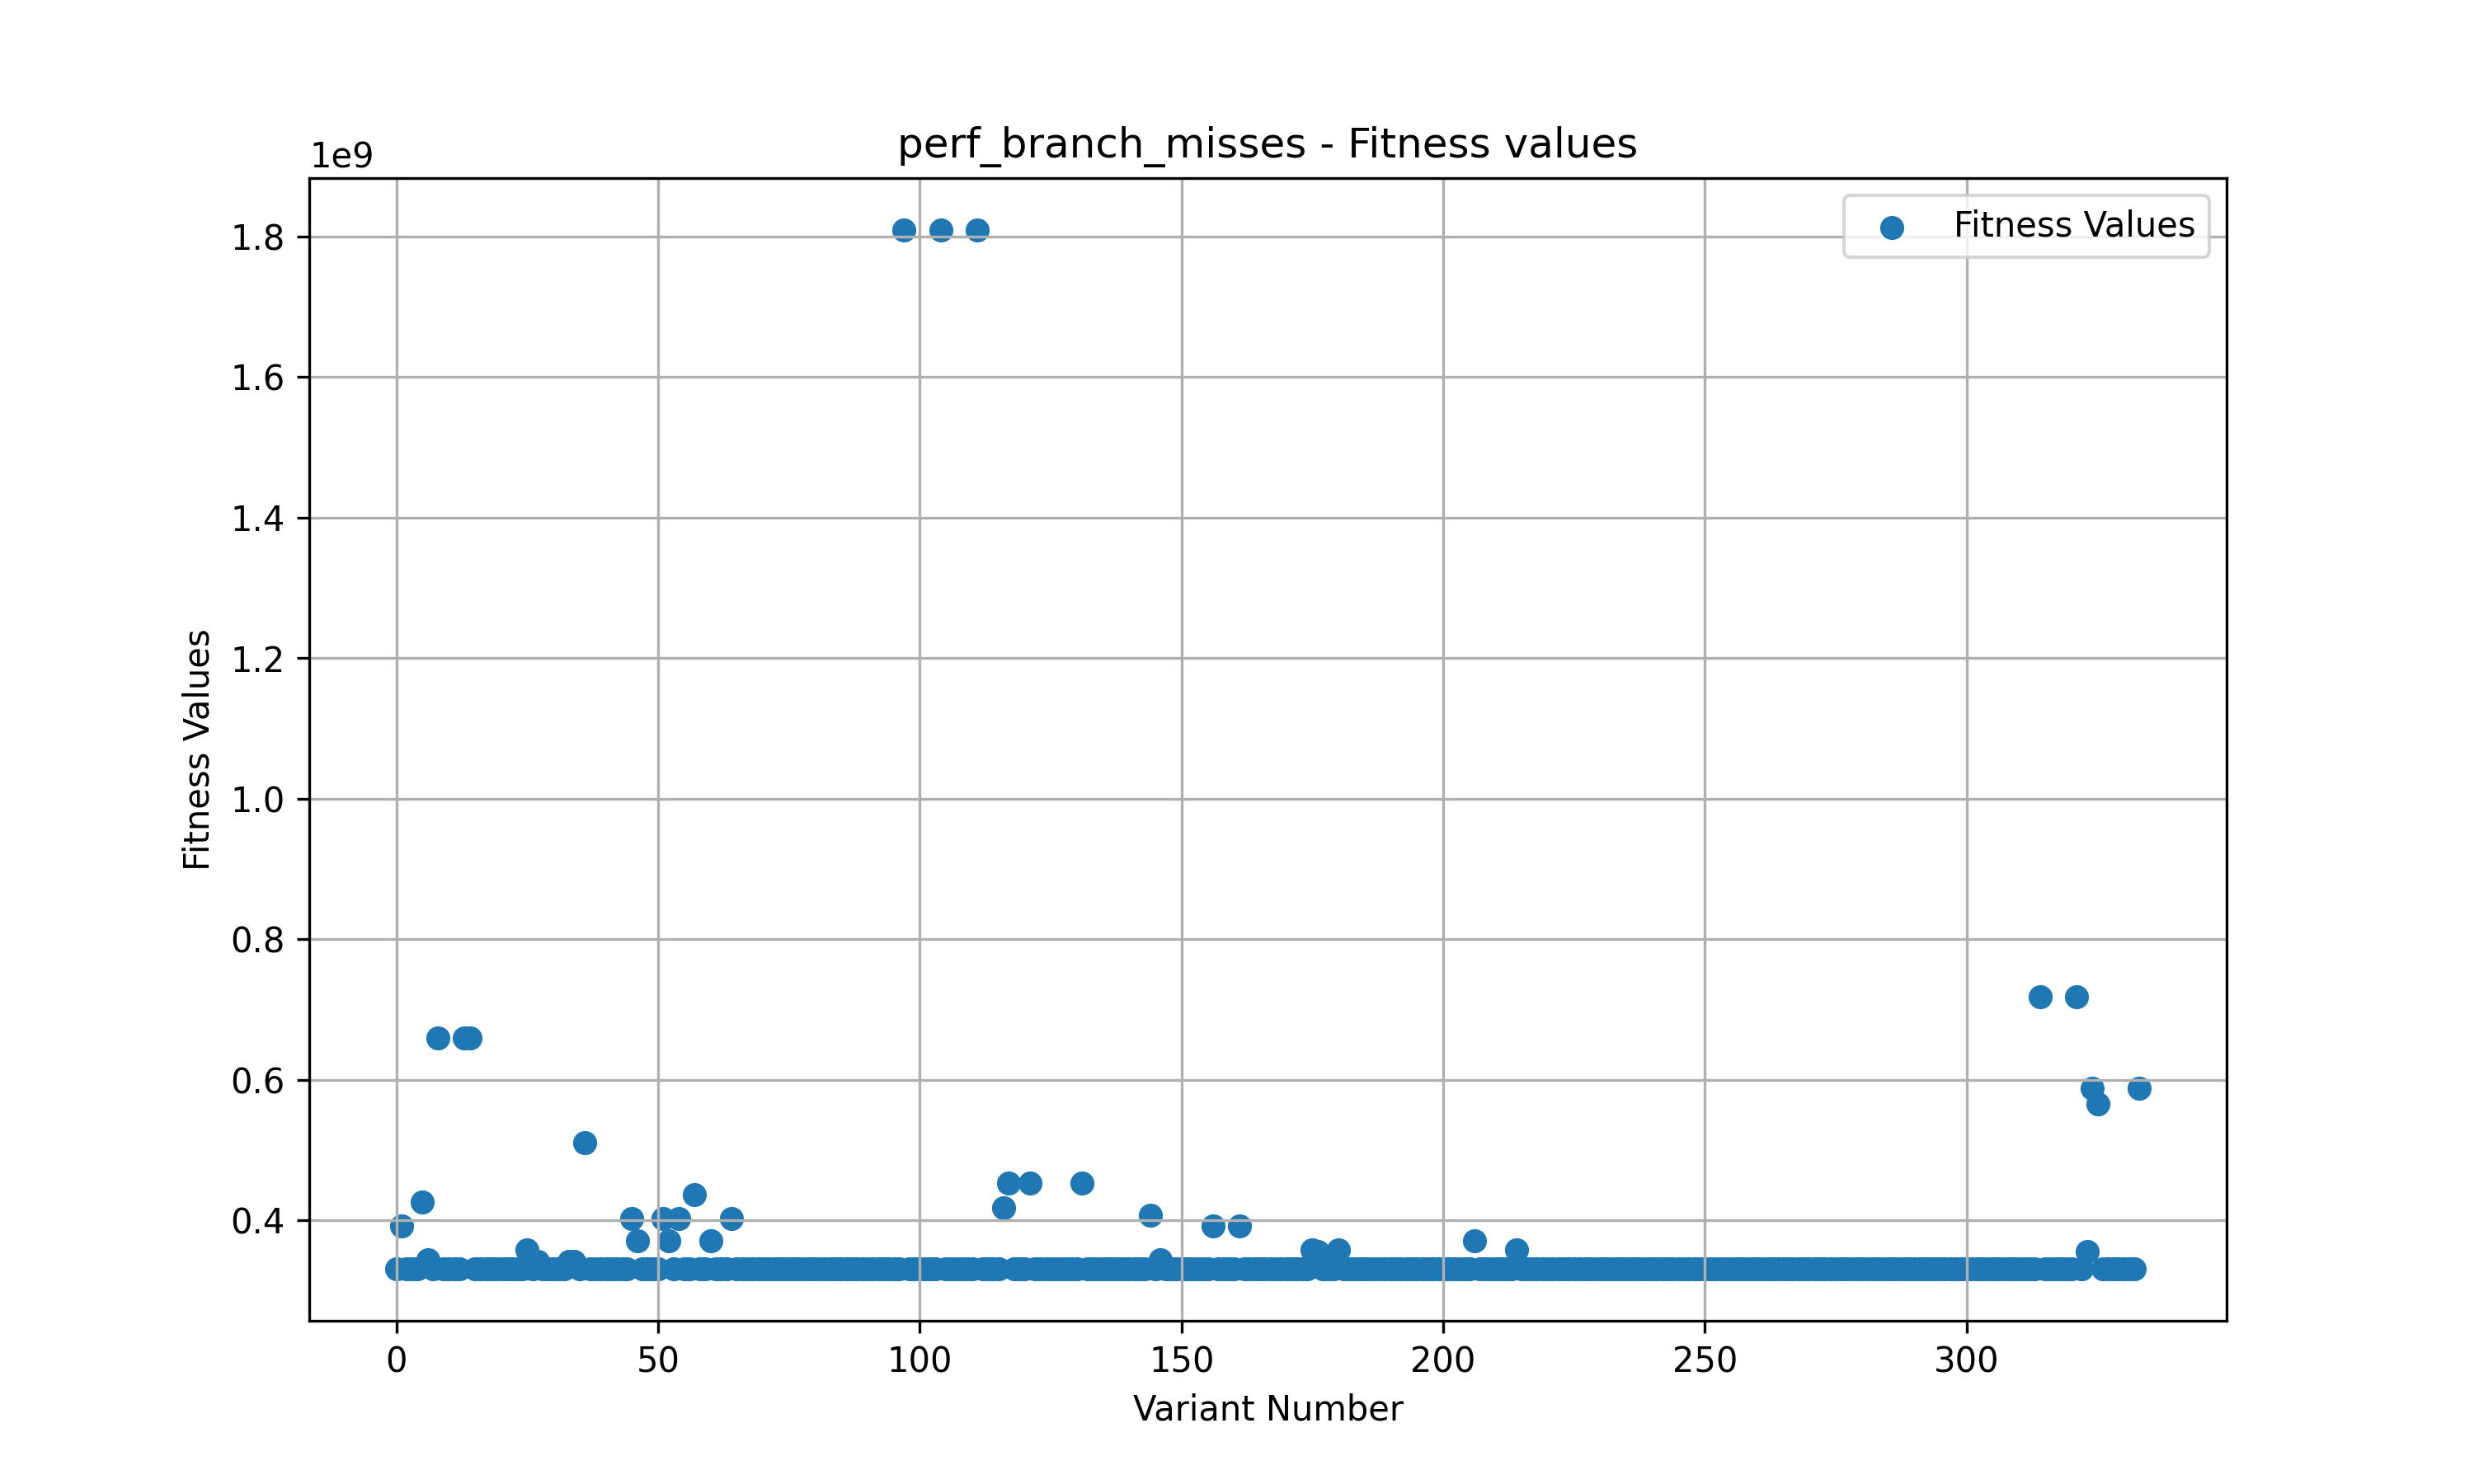 perf_branch_misses - Fitness values
1e9
Fitness Values
1.8
1.6
1.4
1.2
1.0
0.8
0.6
0.4
Fitness Values
0 50 100 150 200 250 300
Variant Number